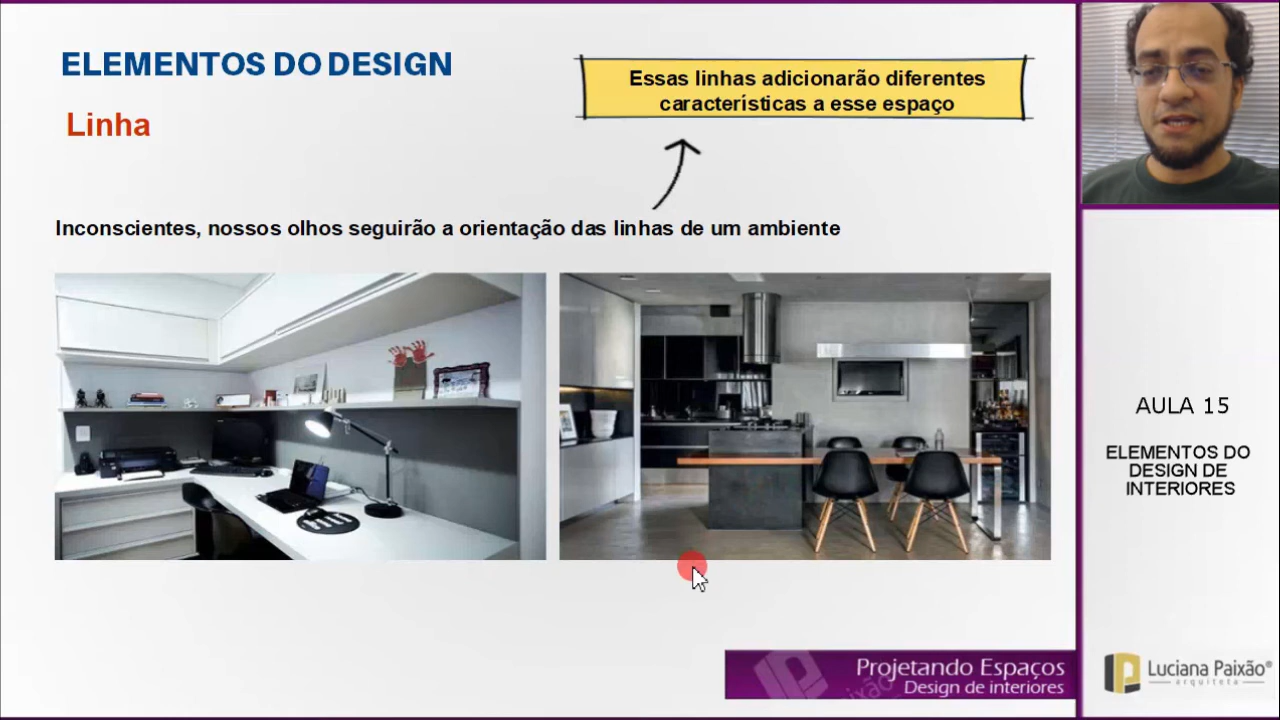 ELEMENTOS DO DESIGN
Linha
Essas linhas adicionarão diferentes
características a esse espaço
Inconscientes, nossos olhos seguirão a orientação das linhas de um ambiente
AULA 15
ELEMENTOS DO
DESIGN DE
INTERIORES
Projetando Espaços
Design de interiores
Luciana Paixão®
arquiteta